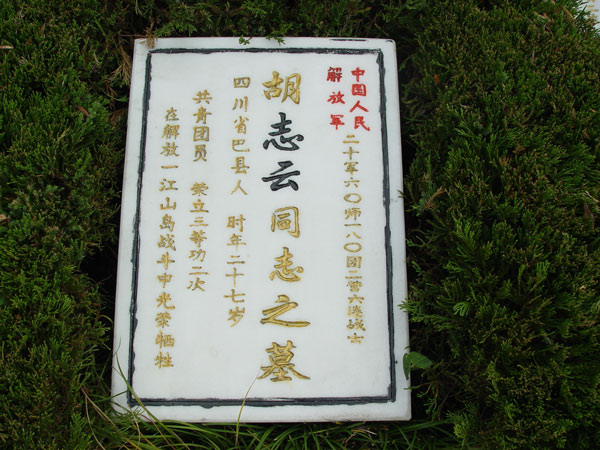 中国人民
解放军
二十军六〇师一八〇团二营六连战士
胡志云同志之墓
四川省巴县人 时年二十七岁
共青团员 荣立三等功二次
在解放一江山岛战斗中光荣牺牲